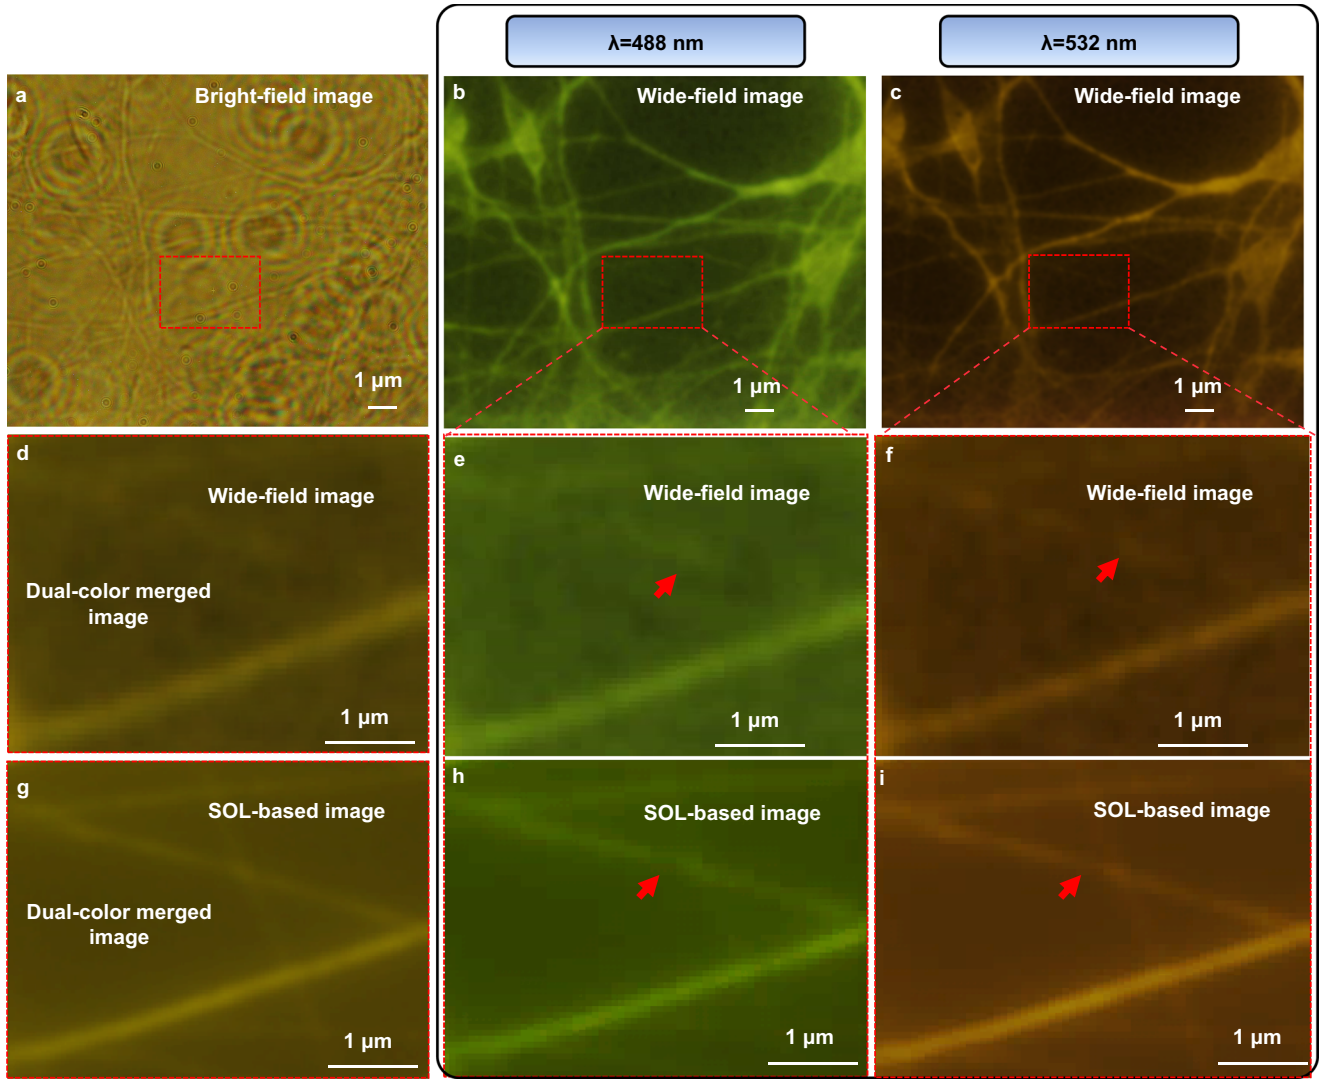 λ=488 nm
λ=532 nm
a
Bright-field image
1 μm
b
Wide-field image
1 μm
c
Wide-field image
1 μm
d
Wide-field image
Dual-color merged
image
1 μm
e
Wide-field image
1 μm
f
Wide-field image
1 μm
g
SOL-based image
Dual-color merged
image
1 μm
h
SOL-based image
1 μm
i
SOL-based image
1 μm